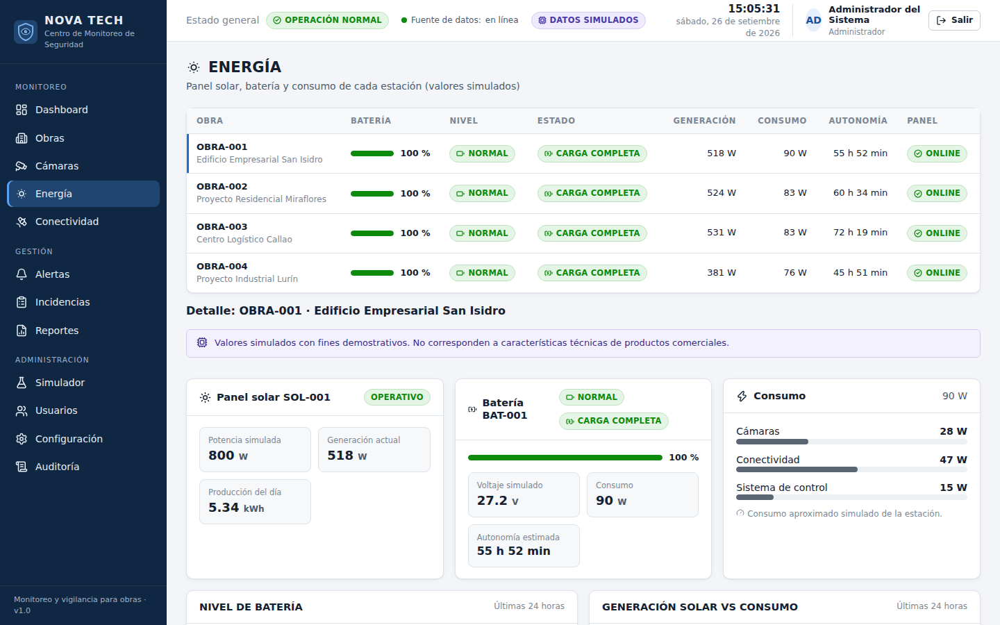 NOVA TECH
Centro de Monitoreo de
Seguridad
MONITOREO
Dashboard
Obras
Cámaras
Energía
Conectividad
GESTIÓN
Alertas
Incidencias
Reportes
ADMINISTRACIÓN
Simulador
Usuarios
Configuración
Auditoría
Monitoreo y vigilancia para obras ·
v1.0
Estado general
OPERACIÓN NORMAL
Fuente de datos: en línea
DATOS SIMULADOS
15:05:31
sábado, 26 de setiembre
de 2026
AD
Administrador del
Sistema
Administrador
Salir
ENERGÍA
Panel solar, batería y consumo de cada estación (valores simulados)
OBRA BATERÍA NIVEL ESTADO GENERACIÓN CONSUMO AUTONOMÍA PANEL
OBRA-001
Edificio Empresarial San Isidro
100 % NORMAL CARGA COMPLETA 518 W 90 W 55 h 52 min ONLINE
OBRA-002
Proyecto Residencial Miraflores
100 % NORMAL CARGA COMPLETA 524 W 83 W 60 h 34 min ONLINE
OBRA-003
Centro Logístico Callao
100 % NORMAL CARGA COMPLETA 531 W 83 W 72 h 19 min ONLINE
OBRA-004
Proyecto Industrial Lurín
100 % NORMAL CARGA COMPLETA 381 W 76 W 45 h 51 min ONLINE
Detalle: OBRA-001 · Edificio Empresarial San Isidro
Valores simulados con fines demostrativos. No corresponden a características técnicas de productos comerciales.
Panel solar SOL-001
OPERATIVO
Potencia simulada
800 W
Generación actual
518 W
Producción del día
5.34 kWh
Batería
BAT-001
NORMAL
CARGA COMPLETA
100 %
Voltaje simulado
27.2 V
Consumo
90 W
Autonomía estimada
55 h 52 min
Consumo
90 W
Cámaras 28 W
Conectividad 47 W
Sistema de control 15 W
Consumo aproximado simulado de la estación.
NIVEL DE BATERÍA
Últimas 24 horas
GENERACIÓN SOLAR VS CONSUMO
Últimas 24 horas